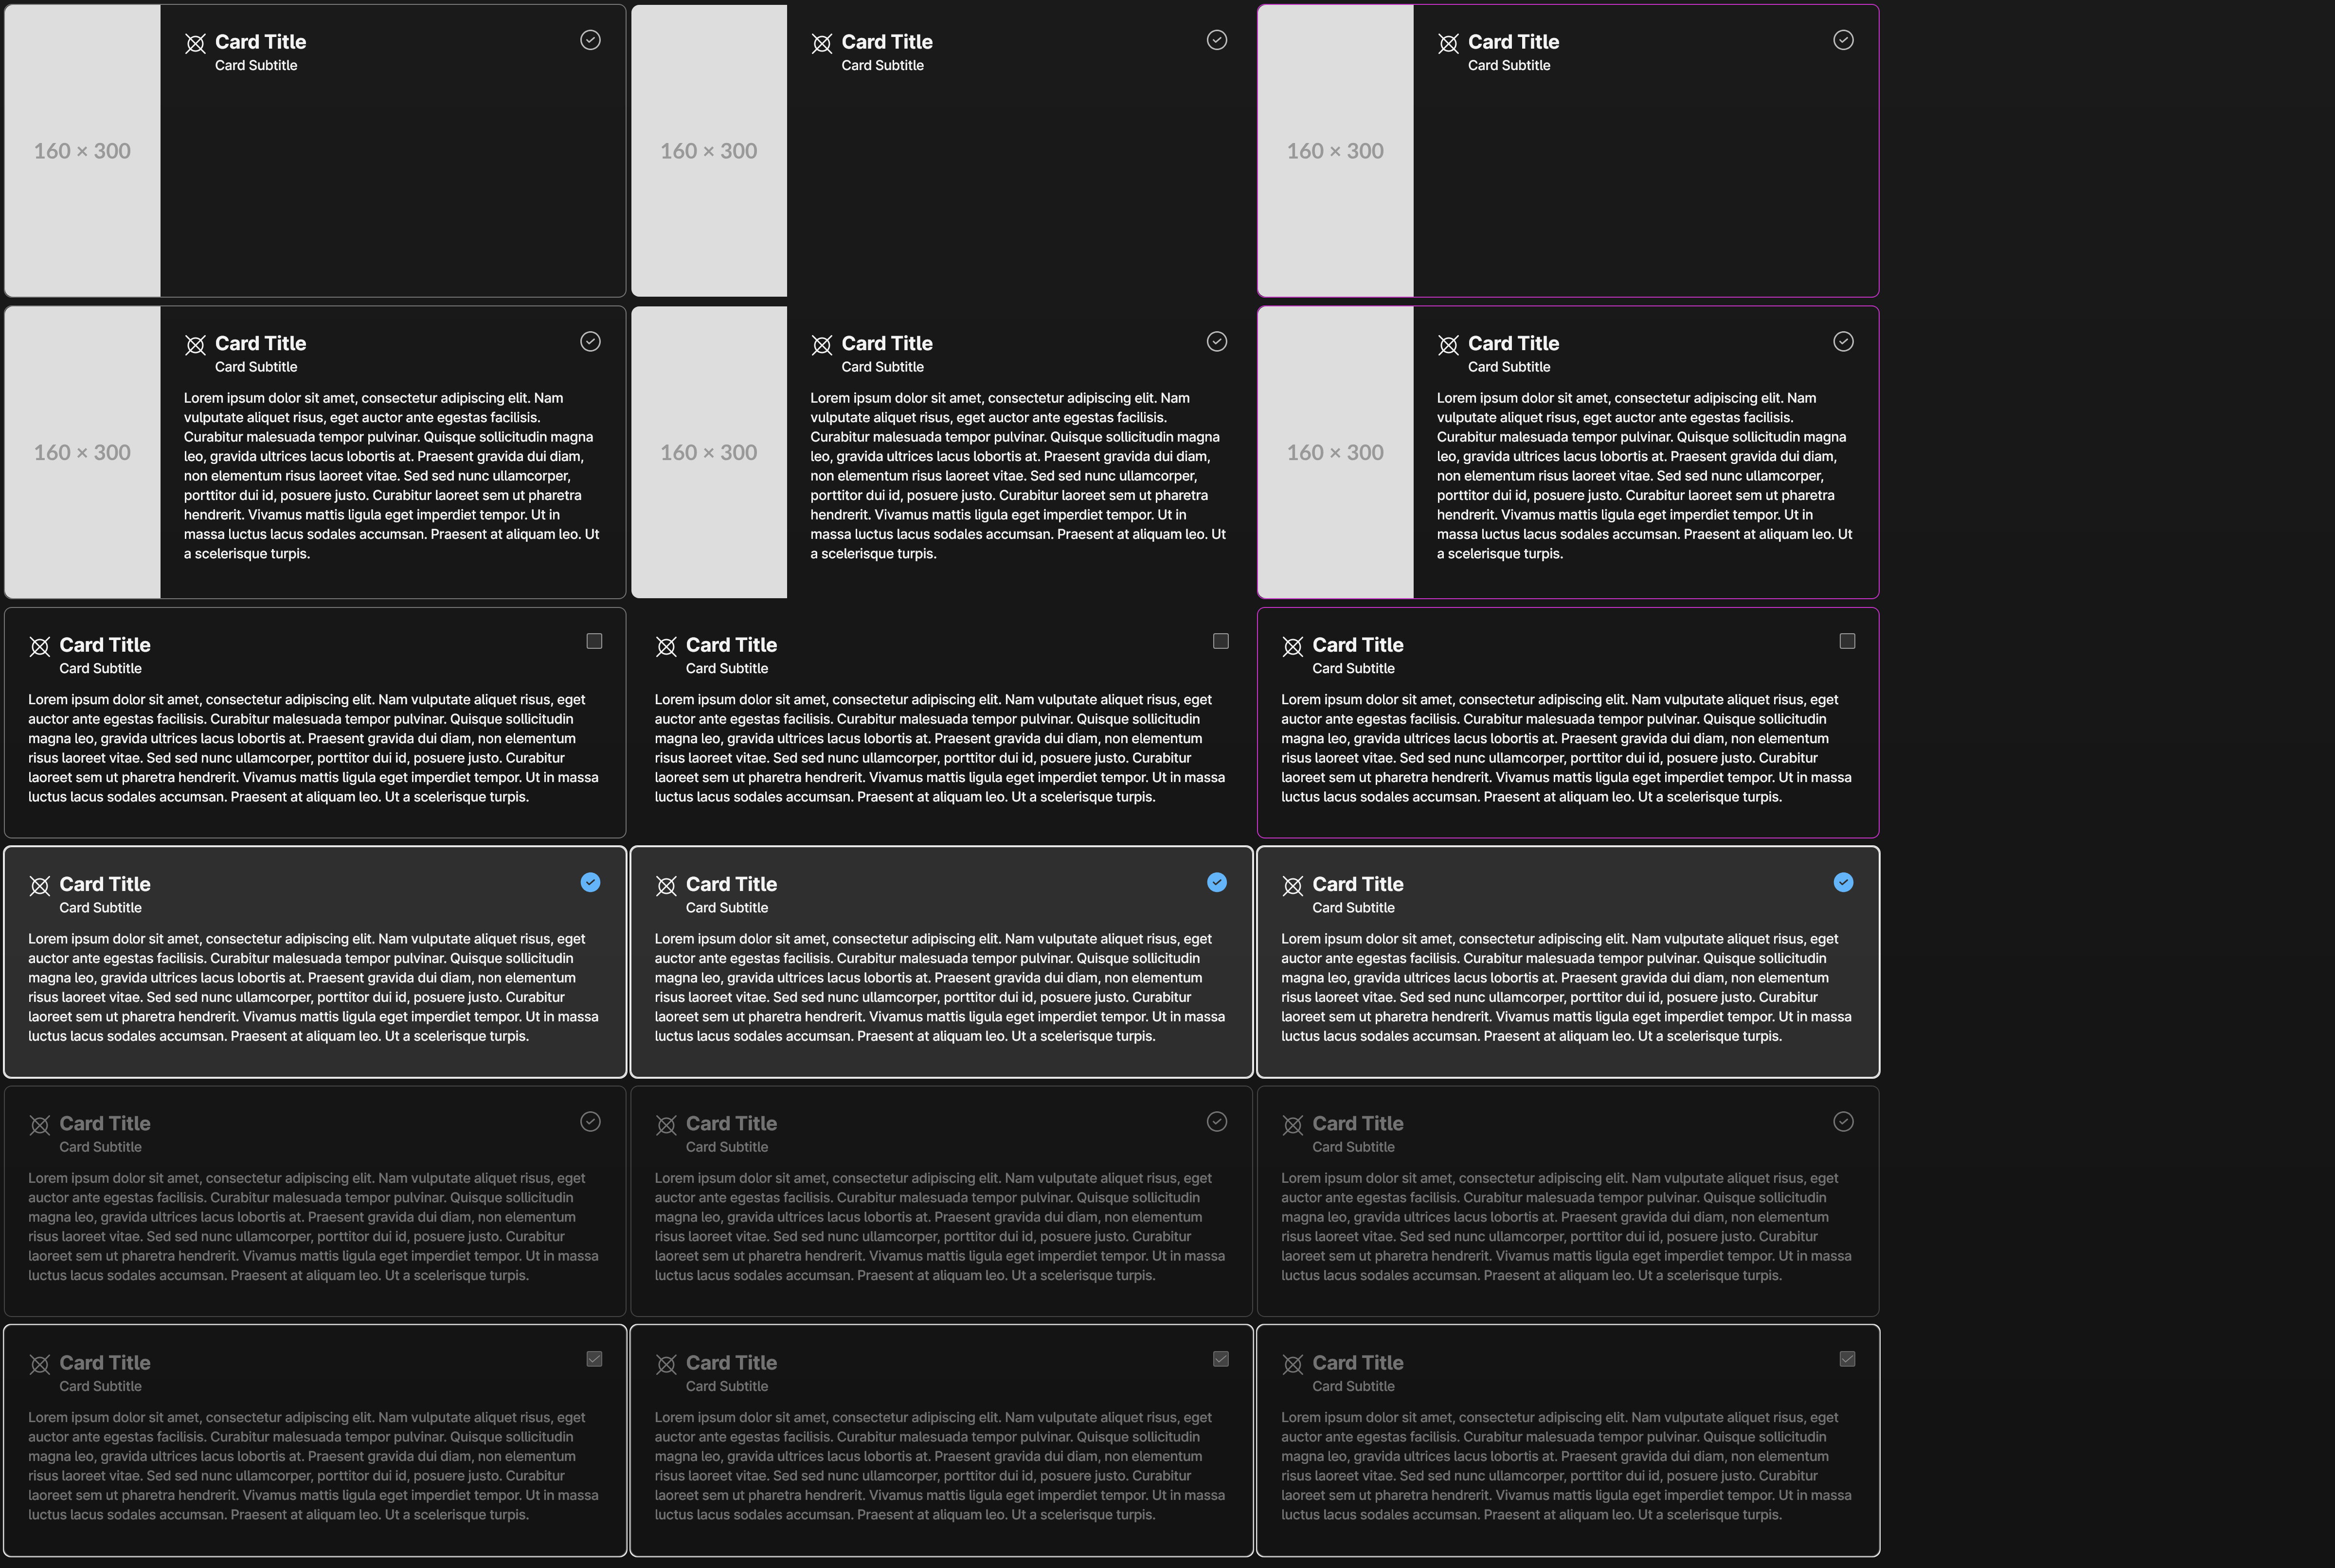 160 × 300
Card Title
Card Subtitle
160 × 300
Card Title
Card Subtitle
160 × 300
Card Title
Card Subtitle
160 × 300
Card Title
Card Subtitle
Lorem ipsum dolor sit amet, consectetur adipiscing elit. Nam
vulputate aliquet risus, eget auctor ante egestas facilisis.
Curabitur malesuada tempor pulvinar. Quisque sollicitudin magna
leo, gravida ultrices lacus lobortis at. Praesent gravida dui diam,
non elementum risus laoreet vitae. Sed sed nunc ullamcorper,
porttitor dui id, posuere justo. Curabitur laoreet sem ut pharetra
hendrerit. Vivamus mattis ligula eget imperdiet tempor. Ut in
massa luctus lacus sodales accumsan. Praesent at aliquam leo. Ut
a scelerisque turpis.
160 × 300
Card Title
Card Subtitle
Lorem ipsum dolor sit amet, consectetur adipiscing elit. Nam
vulputate aliquet risus, eget auctor ante egestas facilisis.
Curabitur malesuada tempor pulvinar. Quisque sollicitudin magna
leo, gravida ultrices lacus lobortis at. Praesent gravida dui diam,
non elementum risus laoreet vitae. Sed sed nunc ullamcorper,
porttitor dui id, posuere justo. Curabitur laoreet sem ut pharetra
hendrerit. Vivamus mattis ligula eget imperdiet tempor. Ut in
massa luctus lacus sodales accumsan. Praesent at aliquam leo. Ut
a scelerisque turpis.
160 × 300
Card Title
Card Subtitle
Lorem ipsum dolor sit amet, consectetur adipiscing elit. Nam
vulputate aliquet risus, eget auctor ante egestas facilisis.
Curabitur malesuada tempor pulvinar. Quisque sollicitudin magna
leo, gravida ultrices lacus lobortis at. Praesent gravida dui diam,
non elementum risus laoreet vitae. Sed sed nunc ullamcorper,
porttitor dui id, posuere justo. Curabitur laoreet sem ut pharetra
hendrerit. Vivamus mattis ligula eget imperdiet tempor. Ut in
massa luctus lacus sodales accumsan. Praesent at aliquam leo. Ut
a scelerisque turpis.
Card Title
Card Subtitle
Lorem ipsum dolor sit amet, consectetur adipiscing elit. Nam vulputate aliquet risus, eget
auctor ante egestas facilisis. Curabitur malesuada tempor pulvinar. Quisque sollicitudin
magna leo, gravida ultrices lacus lobortis at. Praesent gravida dui diam, non elementum
risus laoreet vitae. Sed sed nunc ullamcorper, porttitor dui id, posuere justo. Curabitur
laoreet sem ut pharetra hendrerit. Vivamus mattis ligula eget imperdiet tempor. Ut in massa
luctus lacus sodales accumsan. Praesent at aliquam leo. Ut a scelerisque turpis.
Card Title
Card Subtitle
Lorem ipsum dolor sit amet, consectetur adipiscing elit. Nam vulputate aliquet risus, eget
auctor ante egestas facilisis. Curabitur malesuada tempor pulvinar. Quisque sollicitudin
magna leo, gravida ultrices lacus lobortis at. Praesent gravida dui diam, non elementum
risus laoreet vitae. Sed sed nunc ullamcorper, porttitor dui id, posuere justo. Curabitur
laoreet sem ut pharetra hendrerit. Vivamus mattis ligula eget imperdiet tempor. Ut in massa
luctus lacus sodales accumsan. Praesent at aliquam leo. Ut a scelerisque turpis.
Card Title
Card Subtitle
Lorem ipsum dolor sit amet, consectetur adipiscing elit. Nam vulputate aliquet risus, eget
auctor ante egestas facilisis. Curabitur malesuada tempor pulvinar. Quisque sollicitudin
magna leo, gravida ultrices lacus lobortis at. Praesent gravida dui diam, non elementum
risus laoreet vitae. Sed sed nunc ullamcorper, porttitor dui id, posuere justo. Curabitur
laoreet sem ut pharetra hendrerit. Vivamus mattis ligula eget imperdiet tempor. Ut in massa
luctus lacus sodales accumsan. Praesent at aliquam leo. Ut a scelerisque turpis.
Card Title
Card Subtitle
Lorem ipsum dolor sit amet, consectetur adipiscing elit. Nam vulputate aliquet risus, eget
auctor ante egestas facilisis. Curabitur malesuada tempor pulvinar. Quisque sollicitudin
magna leo, gravida ultrices lacus lobortis at. Praesent gravida dui diam, non elementum
risus laoreet vitae. Sed sed nunc ullamcorper, porttitor dui id, posuere justo. Curabitur
laoreet sem ut pharetra hendrerit. Vivamus mattis ligula eget imperdiet tempor. Ut in massa
luctus lacus sodales accumsan. Praesent at aliquam leo. Ut a scelerisque turpis.
Card Title
Card Subtitle
Lorem ipsum dolor sit amet, consectetur adipiscing elit. Nam vulputate aliquet risus, eget
auctor ante egestas facilisis. Curabitur malesuada tempor pulvinar. Quisque sollicitudin
magna leo, gravida ultrices lacus lobortis at. Praesent gravida dui diam, non elementum
risus laoreet vitae. Sed sed nunc ullamcorper, porttitor dui id, posuere justo. Curabitur
laoreet sem ut pharetra hendrerit. Vivamus mattis ligula eget imperdiet tempor. Ut in massa
luctus lacus sodales accumsan. Praesent at aliquam leo. Ut a scelerisque turpis.
Card Title
Card Subtitle
Lorem ipsum dolor sit amet, consectetur adipiscing elit. Nam vulputate aliquet risus, eget
auctor ante egestas facilisis. Curabitur malesuada tempor pulvinar. Quisque sollicitudin
magna leo, gravida ultrices lacus lobortis at. Praesent gravida dui diam, non elementum
risus laoreet vitae. Sed sed nunc ullamcorper, porttitor dui id, posuere justo. Curabitur
laoreet sem ut pharetra hendrerit. Vivamus mattis ligula eget imperdiet tempor. Ut in massa
luctus lacus sodales accumsan. Praesent at aliquam leo. Ut a scelerisque turpis.
Card Title
Card Subtitle
Lorem ipsum dolor sit amet, consectetur adipiscing elit. Nam vulputate aliquet risus, eget
auctor ante egestas facilisis. Curabitur malesuada tempor pulvinar. Quisque sollicitudin
magna leo, gravida ultrices lacus lobortis at. Praesent gravida dui diam, non elementum
risus laoreet vitae. Sed sed nunc ullamcorper, porttitor dui id, posuere justo. Curabitur
laoreet sem ut pharetra hendrerit. Vivamus mattis ligula eget imperdiet tempor. Ut in massa
luctus lacus sodales accumsan. Praesent at aliquam leo. Ut a scelerisque turpis.
Card Title
Card Subtitle
Lorem ipsum dolor sit amet, consectetur adipiscing elit. Nam vulputate aliquet risus, eget
auctor ante egestas facilisis. Curabitur malesuada tempor pulvinar. Quisque sollicitudin
magna leo, gravida ultrices lacus lobortis at. Praesent gravida dui diam, non elementum
risus laoreet vitae. Sed sed nunc ullamcorper, porttitor dui id, posuere justo. Curabitur
laoreet sem ut pharetra hendrerit. Vivamus mattis ligula eget imperdiet tempor. Ut in massa
luctus lacus sodales accumsan. Praesent at aliquam leo. Ut a scelerisque turpis.
Card Title
Card Subtitle
Lorem ipsum dolor sit amet, consectetur adipiscing elit. Nam vulputate aliquet risus, eget
auctor ante egestas facilisis. Curabitur malesuada tempor pulvinar. Quisque sollicitudin
magna leo, gravida ultrices lacus lobortis at. Praesent gravida dui diam, non elementum
risus laoreet vitae. Sed sed nunc ullamcorper, porttitor dui id, posuere justo. Curabitur
laoreet sem ut pharetra hendrerit. Vivamus mattis ligula eget imperdiet tempor. Ut in massa
luctus lacus sodales accumsan. Praesent at aliquam leo. Ut a scelerisque turpis.
Card Title
Card Subtitle
Lorem ipsum dolor sit amet, consectetur adipiscing elit. Nam vulputate aliquet risus, eget
auctor ante egestas facilisis. Curabitur malesuada tempor pulvinar. Quisque sollicitudin
magna leo, gravida ultrices lacus lobortis at. Praesent gravida dui diam, non elementum
risus laoreet vitae. Sed sed nunc ullamcorper, porttitor dui id, posuere justo. Curabitur
laoreet sem ut pharetra hendrerit. Vivamus mattis ligula eget imperdiet tempor. Ut in massa
luctus lacus sodales accumsan. Praesent at aliquam leo. Ut a scelerisque turpis.
Card Title
Card Subtitle
Lorem ipsum dolor sit amet, consectetur adipiscing elit. Nam vulputate aliquet risus, eget
auctor ante egestas facilisis. Curabitur malesuada tempor pulvinar. Quisque sollicitudin
magna leo, gravida ultrices lacus lobortis at. Praesent gravida dui diam, non elementum
risus laoreet vitae. Sed sed nunc ullamcorper, porttitor dui id, posuere justo. Curabitur
laoreet sem ut pharetra hendrerit. Vivamus mattis ligula eget imperdiet tempor. Ut in massa
luctus lacus sodales accumsan. Praesent at aliquam leo. Ut a scelerisque turpis.
Card Title
Card Subtitle
Lorem ipsum dolor sit amet, consectetur adipiscing elit. Nam vulputate aliquet risus, eget
auctor ante egestas facilisis. Curabitur malesuada tempor pulvinar. Quisque sollicitudin
magna leo, gravida ultrices lacus lobortis at. Praesent gravida dui diam, non elementum
risus laoreet vitae. Sed sed nunc ullamcorper, porttitor dui id, posuere justo. Curabitur
laoreet sem ut pharetra hendrerit. Vivamus mattis ligula eget imperdiet tempor. Ut in massa
luctus lacus sodales accumsan. Praesent at aliquam leo. Ut a scelerisque turpis.